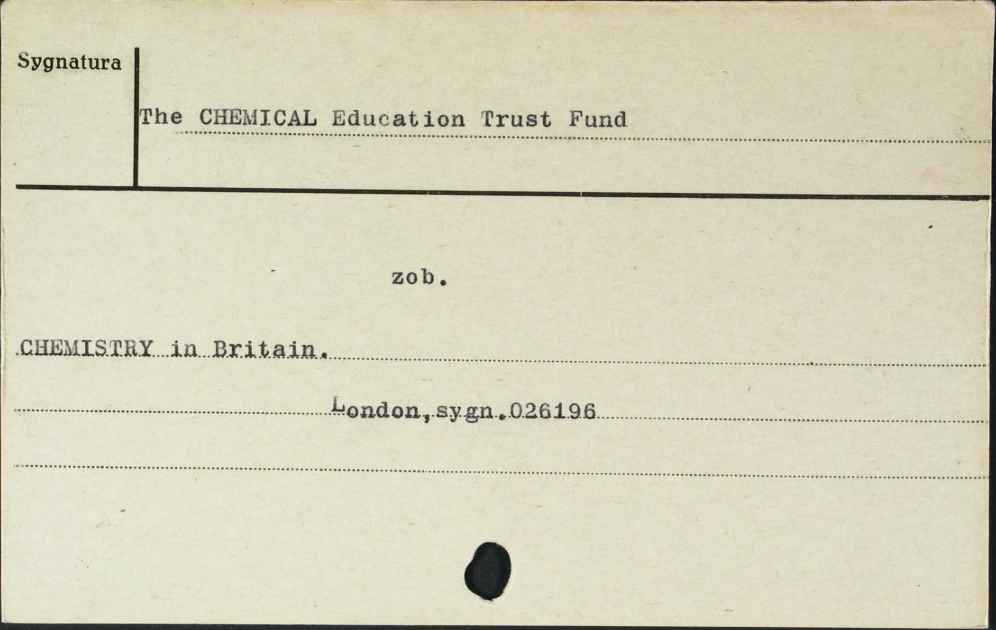 Sygnatura
The CHEMICAL Education Trust Fund
zob.
CHEMISTRY in Britain.
London,sygn.026196